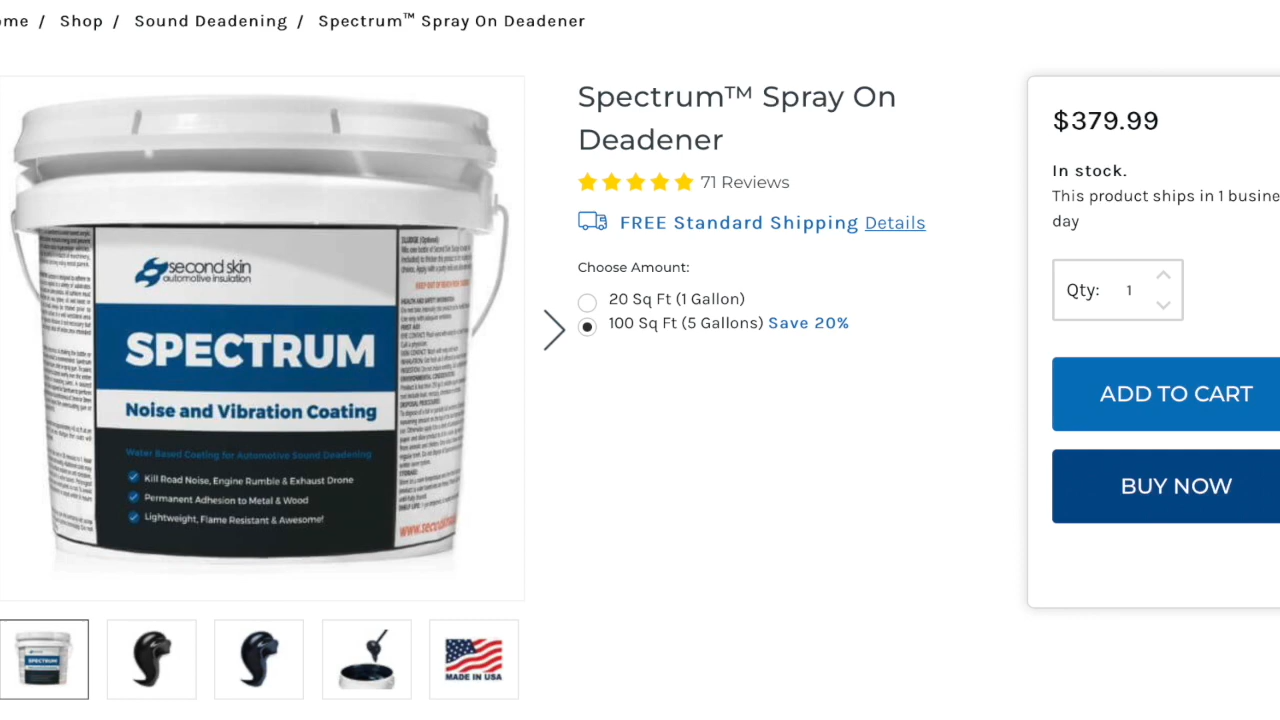 ome / Shop / Sound Deadening / Spectrum™ Spray On Deadener
second skin
automotive insulation
SPECTRUM
Noise and Vibration Coating
Water Based Coating for Automotive Sound Deadening
Kill Road Noise, Engine Rumble & Exhaust Drone
Permanent Adhesion to Metal & Wood
Lightweight, Flame Resistant & Awesome!
SLUDGE (Optional)
MADE IN USA
Spectrum™ Spray On
Deadener
71 Reviews
FREE Standard Shipping Details
Choose Amount:
20 Sq Ft (1 Gallon)
100 Sq Ft (5 Gallons) Save 20%
$379.99
In stock.
This product ships in 1 busine
day
Qty: 1
ADD TO CART
BUY NOW